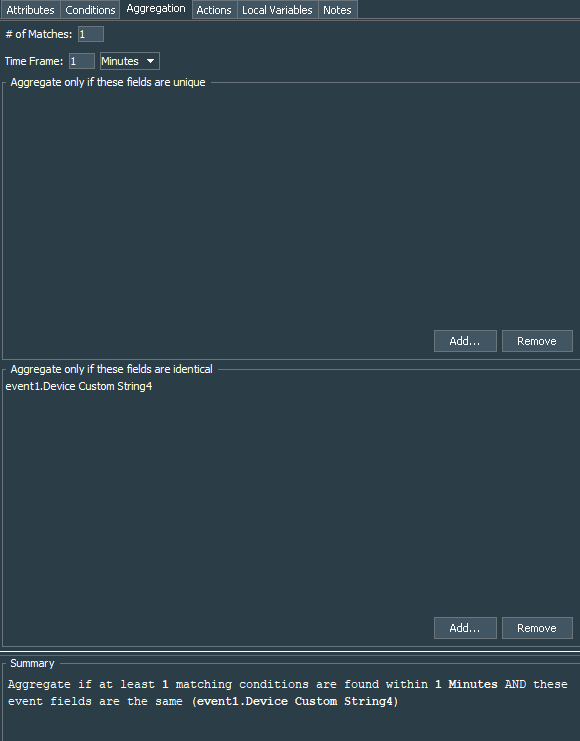 Attributes Conditions Aggregation Actions Local Variables Notes
# of Matches: 1
Time Frame: 1 Minutes
Aggregate only if these fields are unique
Add... Remove
Aggregate only if these fields are identical
event1.Device Custom String4
Add... Remove
Summary
Aggregate if at least 1 matching conditions are found within 1 Minutes AND these
event fields are the same (event1.Device Custom String4)